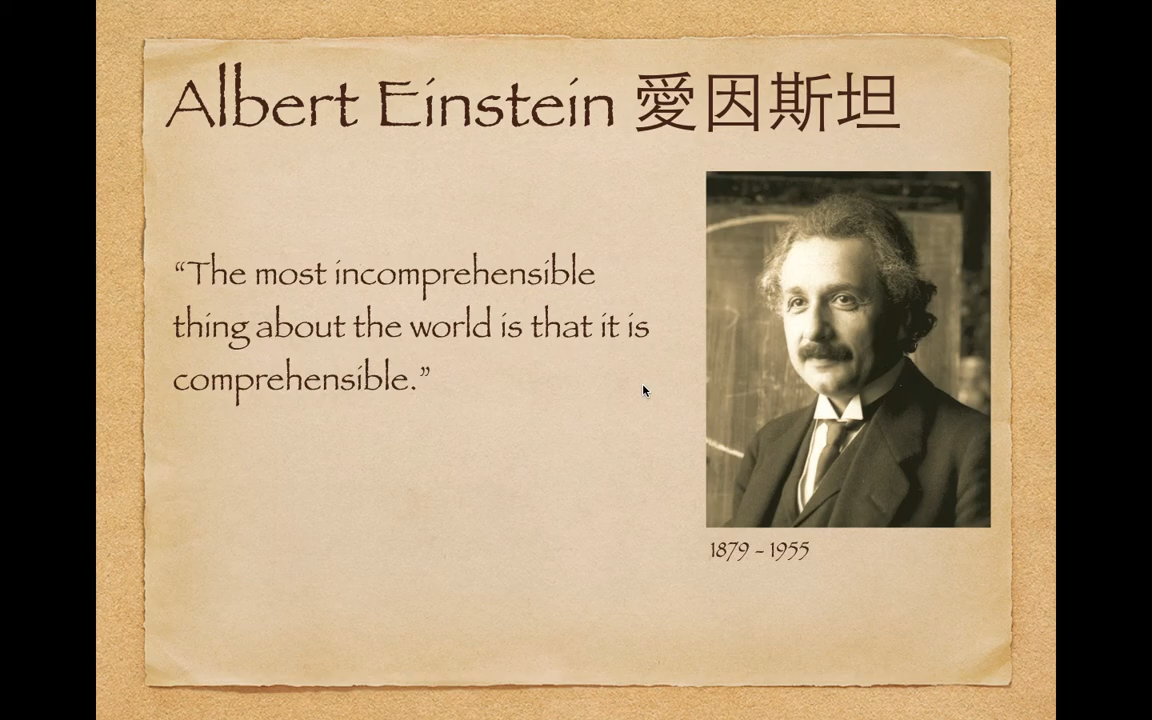 Albert Einstein 愛因斯坦
“The most incomprehensible
thing about the world is that it is
comprehensible.”
1879 – 1955